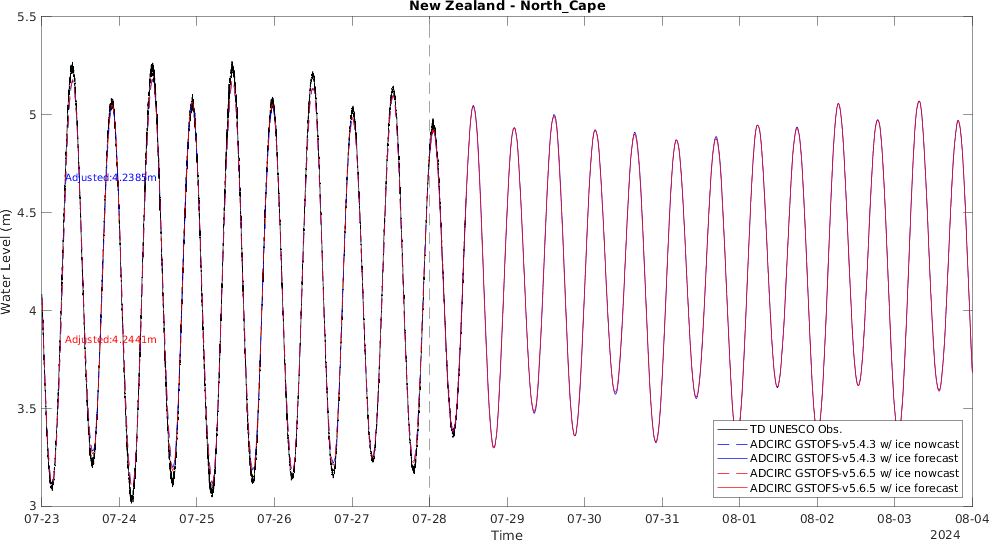 New Zealand - North_Cape
5.5
5
4.5
4
3.5
3
Water Level (m)
Adjusted:4.2385m
Adjusted:4.2441m
TD UNESCO Obs.
ADCIRC GSTOFS-v5.4.3 w/ ice nowcast
ADCIRC GSTOFS-v5.4.3 w/ ice forecast
ADCIRC GSTOFS-v5.6.5 w/ ice nowcast
ADCIRC GSTOFS-v5.6.5 w/ ice forecast
07-23 07-24 07-25 07-26 07-27 07-28 07-29 07-30 07-31 08-01 08-02 08-03 08-04
Time 2024